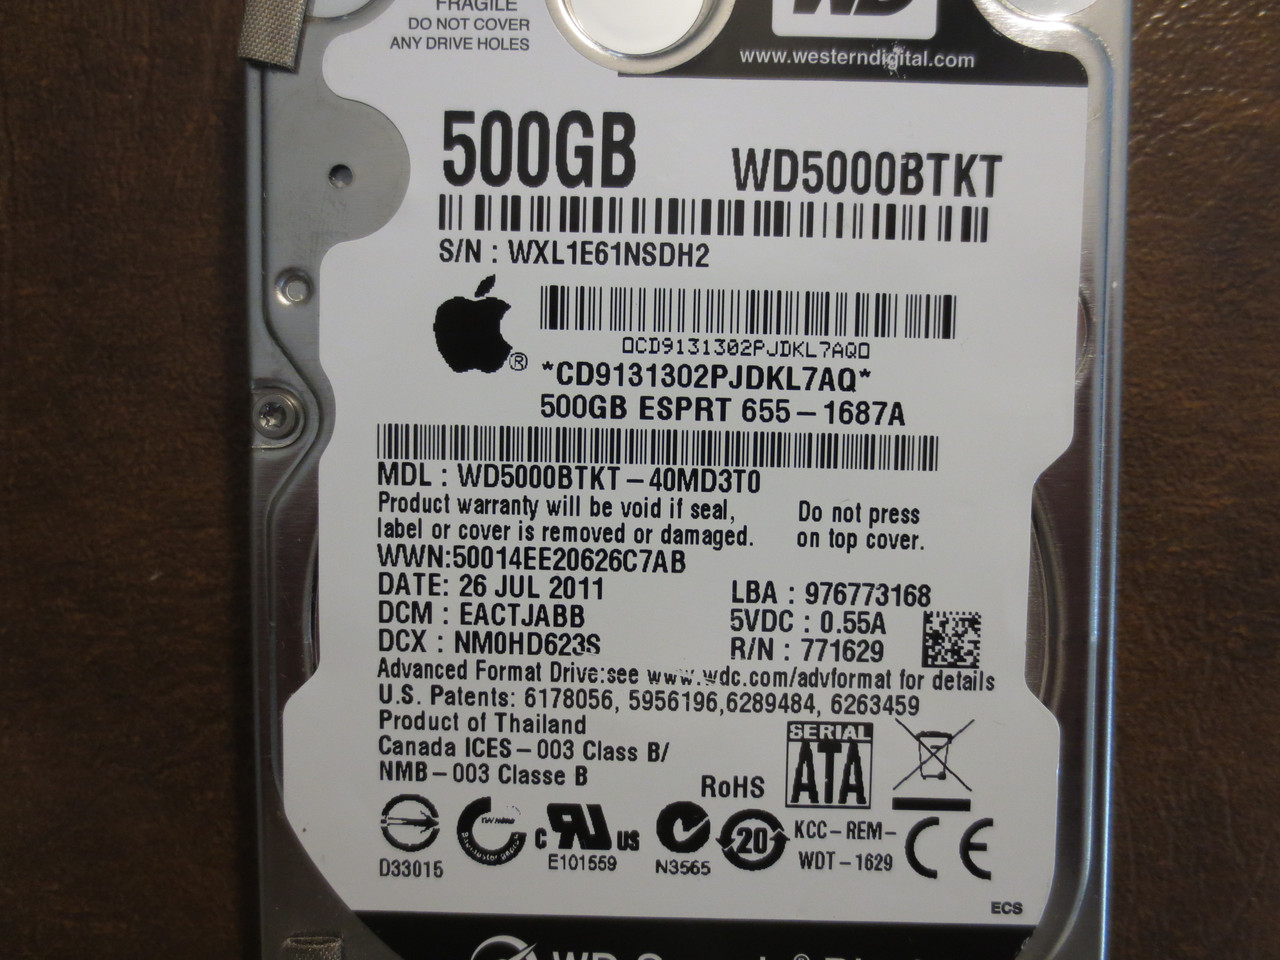 FRAGILE
DO NOT COVER
ANY DRIVE HOLES
WD
www.westerndigital.com
500GB WD5000BTKT
S/N : WXL1E61NSDH2
CD9131302PJDKL7AQ
®
*CD9131302PJDKL7AQ*
500GB ESPRT 655-1687A
MDL : WD5000BTKT-40MD3T0
Product warranty will be void if seal,
label or cover is removed or damaged.
Do not press
on top cover.
WWN:50014EE20626C7AB
DATE: 26 JUL 2011
LBA : 976773168
DCM : EACTJABB
5VDC : 0.55A
DCX : NM0HD623S
R/N : 771629
Advanced Format Drive:see www.wdc.com/advformat for details
U.S. Patents: 6178056, 5956196,6289484, 6263459
Product of Thailand
Canada ICES-003 Class B/
NMB-003 Classe B
RoHS
SERIAL
ATA
D33015
C US
E101559
N3565
20
KCC-REM-
WDT-1629
CE
ECS